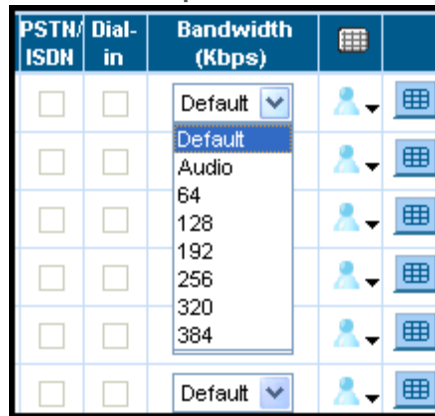 PSTN/ Dial- Bandwidth
ISDN in (Kbps)
Default
Default
Audio
64
128
192
256
320
384
Default